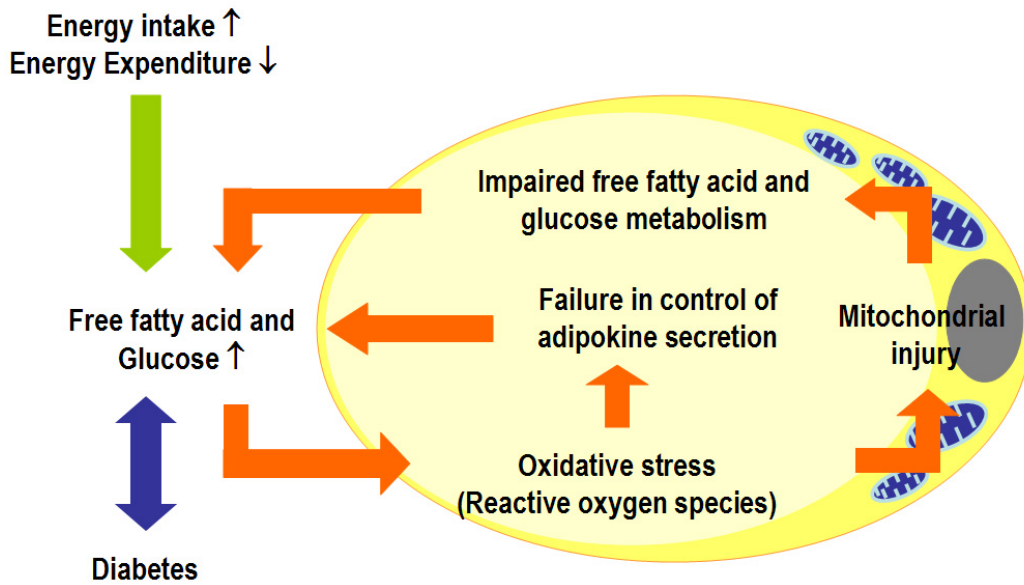 Energy intake ↑
Energy Expenditure ↓
Impaired free fatty acid and
glucose metabolism
Free fatty acid and
Glucose ↑
Failure in control of
adipokine secretion
Mitochondrial
injury
Oxidative stress
(Reactive oxygen species)
Diabetes